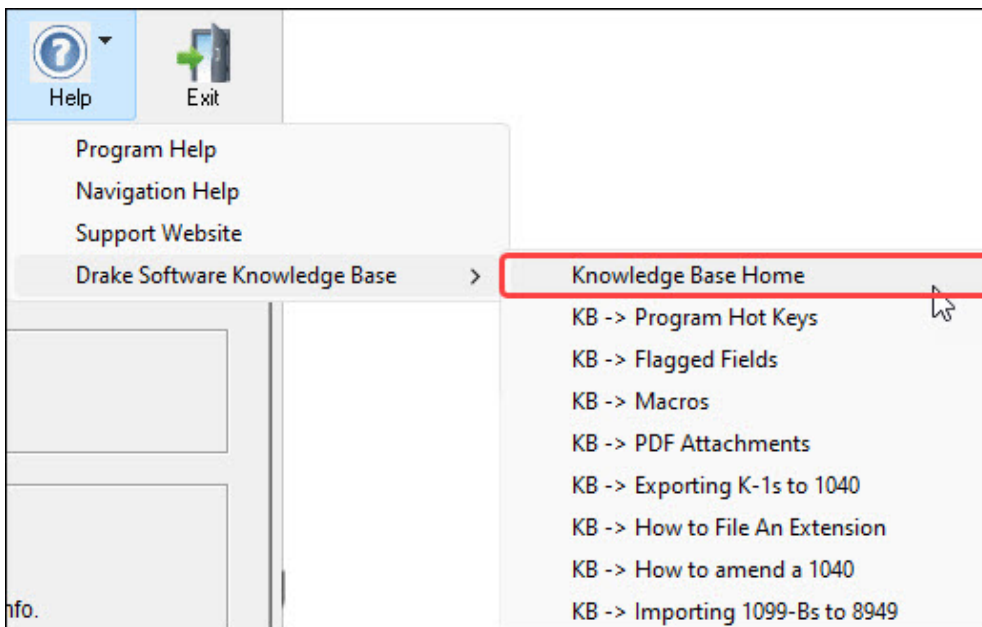 Help
Exit
Program Help
Navigation Help
Support Website
Drake Software Knowledge Base
Knowledge Base Home
KB -> Program Hot Keys
KB -> Flagged Fields
KB -> Macros
KB -> PDF Attachments
KB -> Exporting K-1s to 1040
KB -> How to File An Extension
KB -> How to amend a 1040
nfo.
KB -> Importing 1099-Bs to 8949